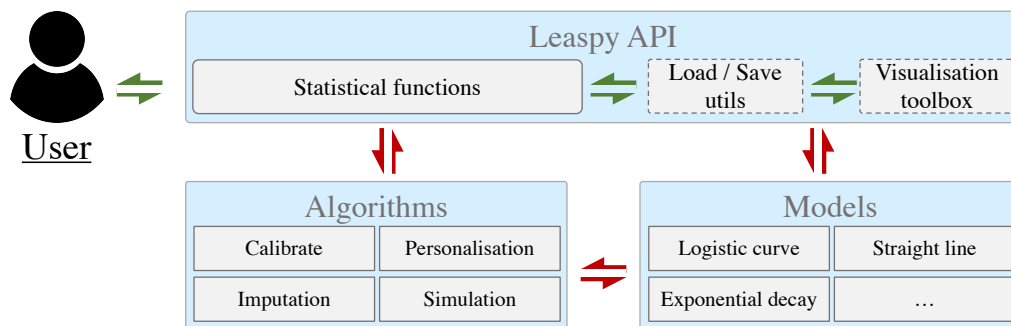 Leaspy API
Statistical functions
Load / Save
utils
Visualisation
toolbox
User
Algorithms
Calibrate
Personalisation
Imputation
Simulation
Models
Logistic curve
Straight line
Exponential decay
…